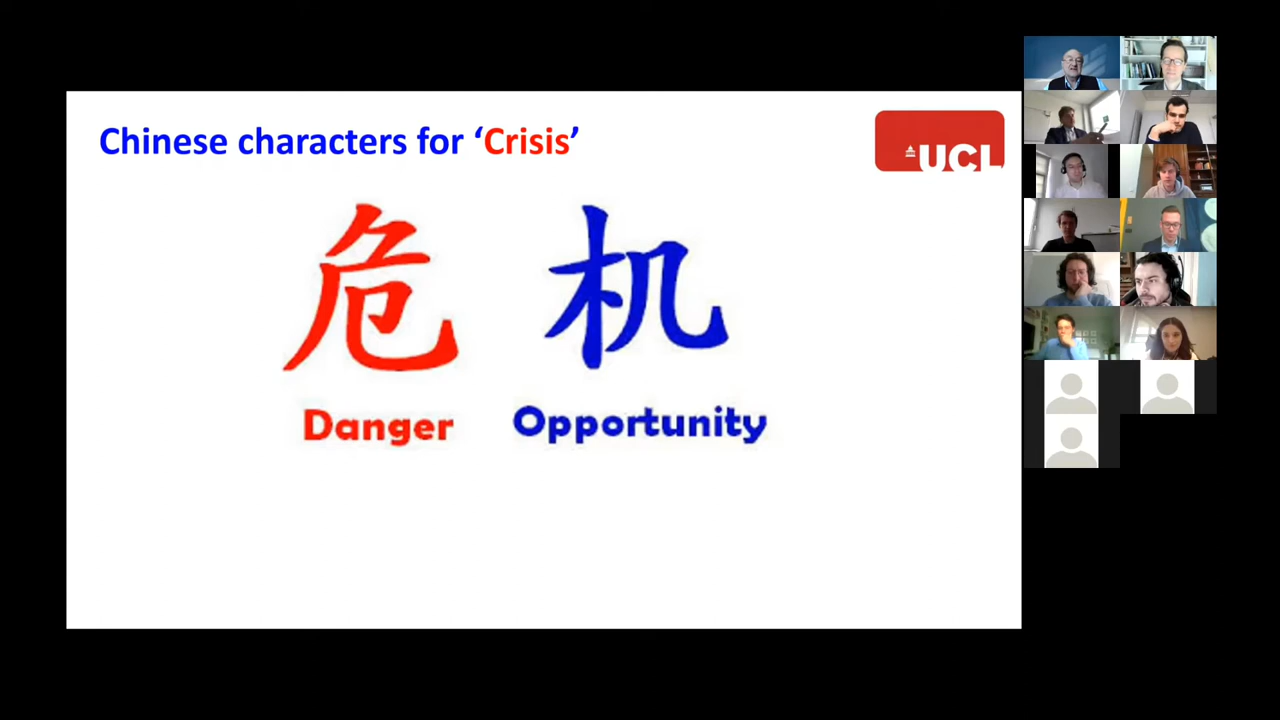 Chinese characters for ‘Crisis’
UCL
危机
Danger Opportunity